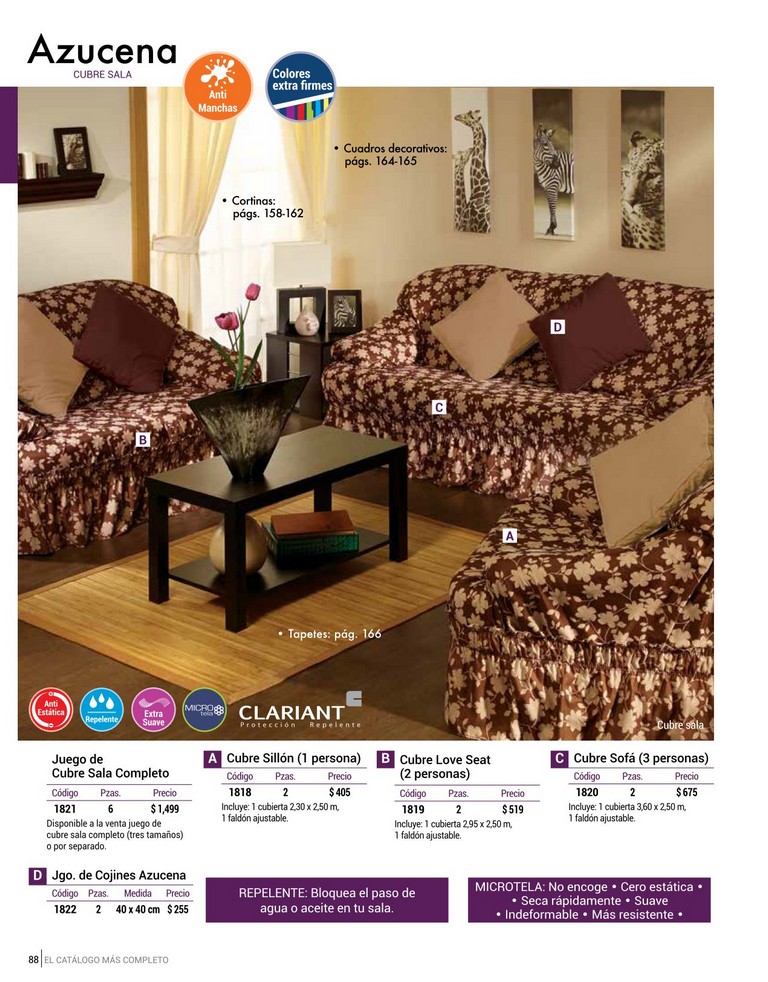 Azucena
CUBRE SALA
Anti
Manchas
Colores
extra firmes
• Cuadros decorativos:
págs. 164-165
• Cortinas:
págs. 158-162
D
C
B
A
• Tapetes: pág. 166
Anti
Estática
Repelente
Extra
Suave
MICRO
tela
CLARIANT
Protección Repelente
Cubre sala
Juego de
Cubre Sala Completo
Código Pzas. Precio
1821 6 $1,499
Disponible a la venta juego de
cubre sala completo (tres tamaños)
o por separado.
A Cubre Sillón (1 persona)
Código Pzas. Precio
1818 2 $405
Incluye: 1 cubierta 2,30 x 2,50 m,
1 faldón ajustable.
B Cubre Love Seat
(2 personas)
Código Pzas. Precio
1819 2 $519
Incluye: 1 cubierta 2,95 x 2,50 m,
1 faldón ajustable.
C Cubre Sofá (3 personas)
Código Pzas. Precio
1820 2 $675
Incluye: 1 cubierta 3,60 x 2,50 m,
1 faldón ajustable.
D Jgo. de Cojines Azucena
Código Pzas. Medida Precio
1822 2 40 x 40 cm $255
REPELENTE: Bloquea el paso de
agua o aceite en tu sala.
MICROTELA: No encoge • Cero estática •
• Seca rápidamente • Suave
• Indeformable • Más resistente •
88 EL CATÁLOGO MÁS COMPLETO